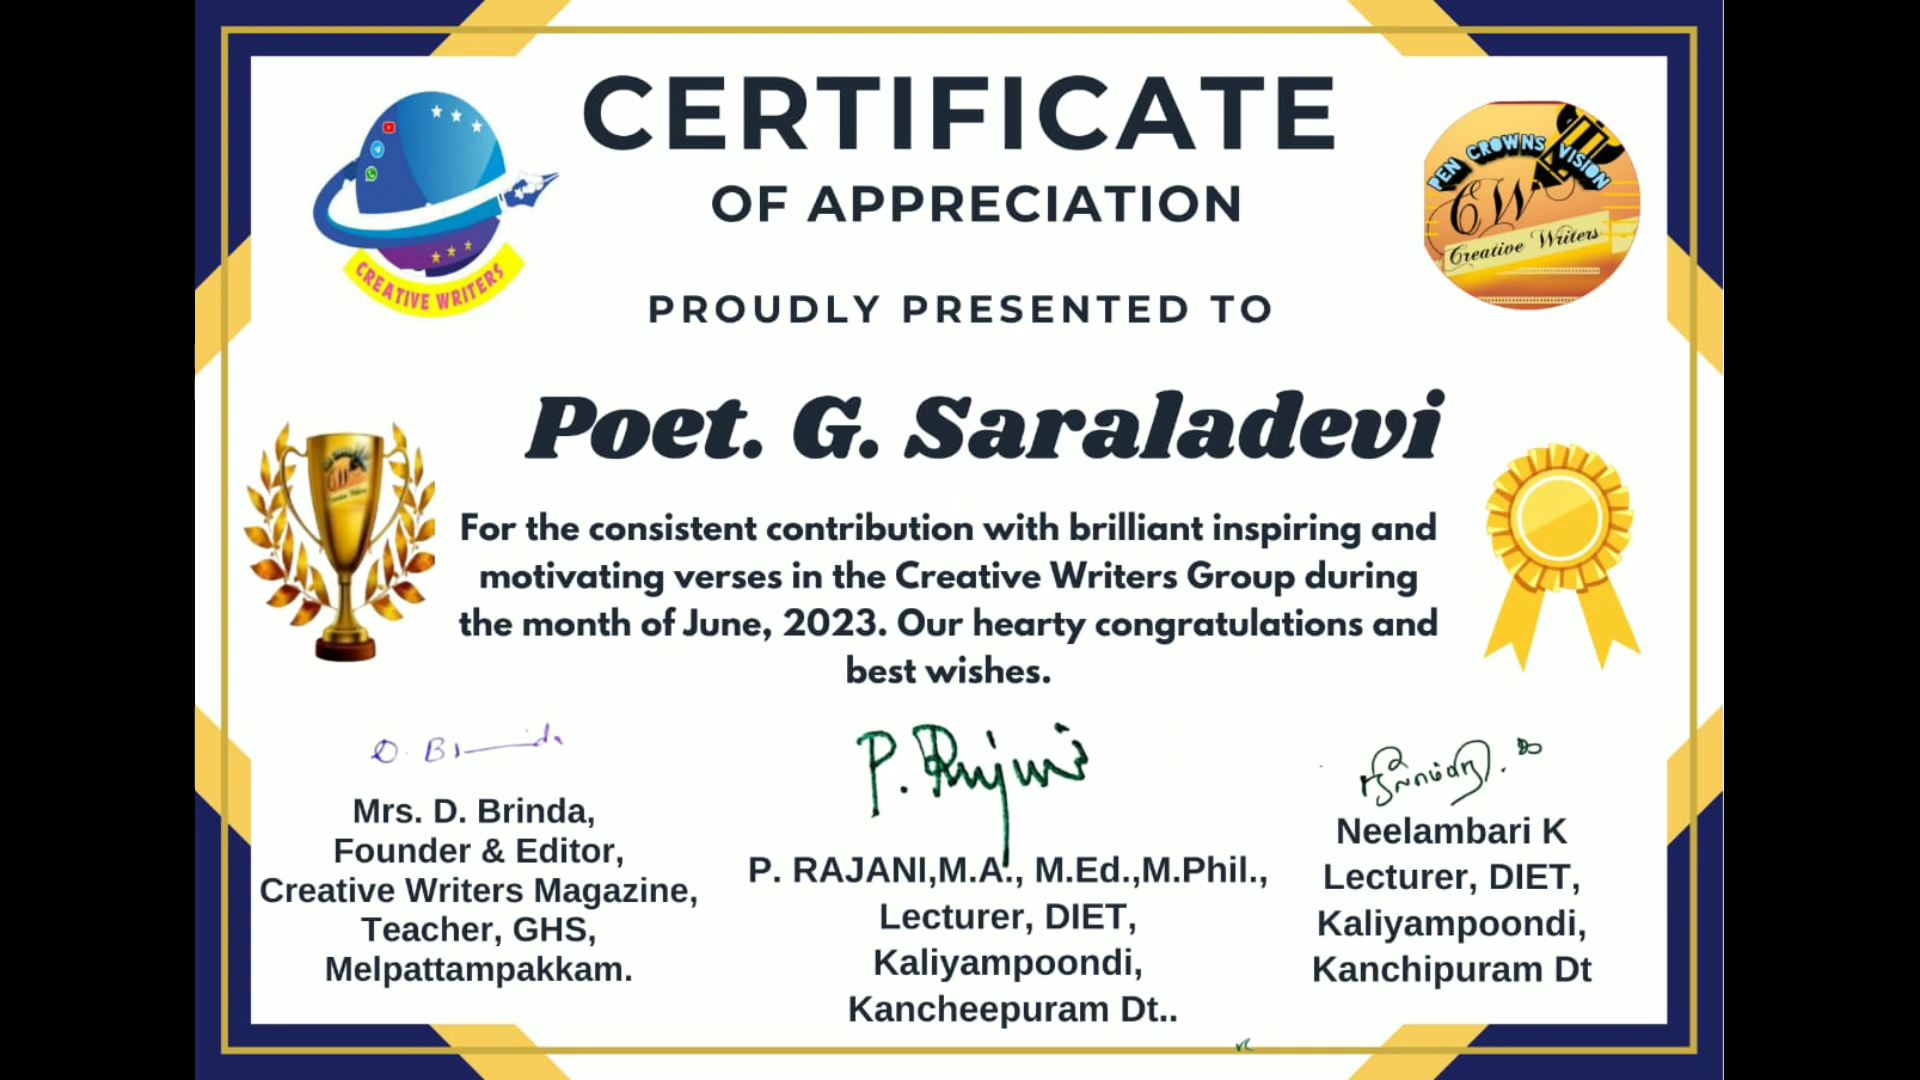 CERTIFICATE
OF APPRECIATION
PROUDLY PRESENTED TO
CREATIVE WRITERS
PEN CROWNS VISION
CW
Creative Writers
Poet. G. Saraladevi
For the consistent contribution with brilliant inspiring and
motivating verses in the Creative Writers Group during
the month of June, 2023. Our hearty congratulations and
best wishes.
P. Rajani
Mrs. D. Brinda,
Founder & Editor,
Creative Writers Magazine,
Teacher, GHS,
Melpattampakkam.
P. RAJANI,M.A., M.Ed.,M.Phil.,
Lecturer, DIET,
Kaliyampoondi,
Kancheepuram Dt..
Neelambari K
Lecturer, DIET,
Kaliyampoondi,
Kanchipuram Dt